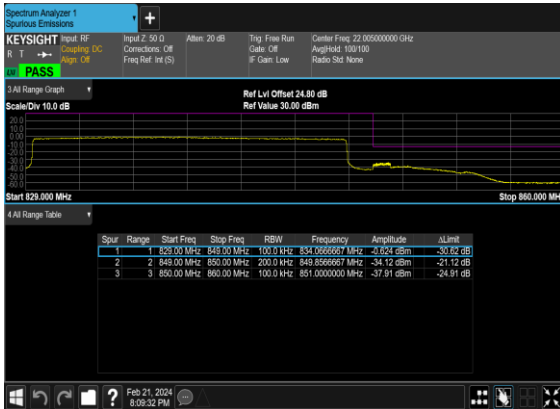 Spectrum Analyzer 1
Spurious Emissions
KEYSIGHT Input: RF Input Z: 50 Ω Atten: 20 dB Trig: Free Run Center Freq: 22.005000000 GHz
R T Coupling: DC Corrections: Off Gate: Off Avg|Hold: 100/100
Align: Off Freq Ref: Int (S) IF Gain: Low Radio Std: None
PASS
3 All Range Graph
Ref Lvl Offset 24.80 dB
Scale/Div 10.0 dB Ref Value 30.00 dBm
20.0
10.0
0.00
-10.0
-20.0
-30.0
-40.0
-50.0
-60.0
Start 829.000 MHz Stop 860.000 MH
4 All Range Table
Spur Range Start Freq Stop Freq RBW Frequency Amplitude ΔLimit
1 1 829.00 MHz 849.00 MHz 100.0 kHz 834.0666667 MHz -0.624 dBm -30.62 dB
2 2 849.00 MHz 850.00 MHz 200.0 kHz 849.8566667 MHz -34.12 dBm -21.12 dB
3 3 850.00 MHz 860.00 MHz 100.0 kHz 851.0000000 MHz -37.91 dBm -24.91 dB
Feb 21, 2024
8:09:32 PM